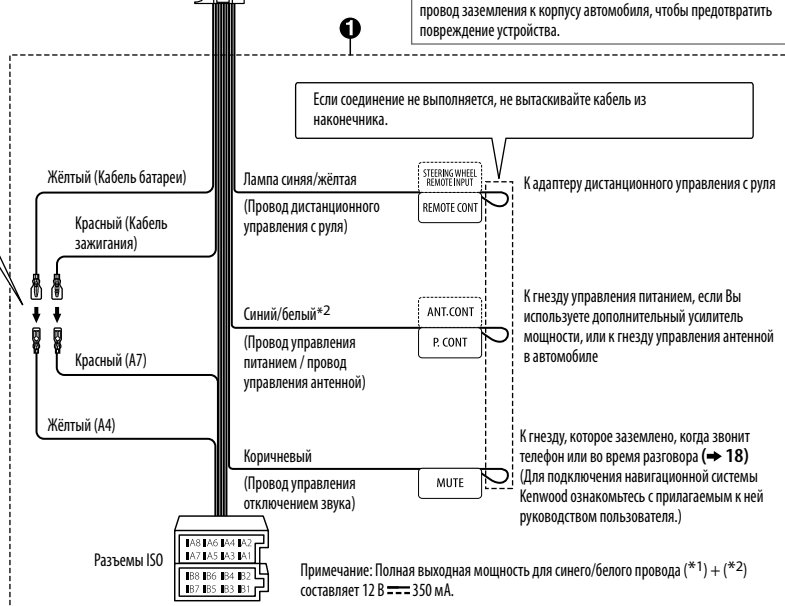 провод заземления к корпусу автомобиля, чтобы предотвратить
повреждение устройства.
1
Если соединение не выполняется, не вытаскивайте кабель из
наконечника.
Жёлтый (Кабель батареи)
Красный (Кабель
зажигания)
Красный (A7)
Жёлтый (A4)
Лампа синяя/жёлтая
(Провод дистанционного
управления с руля)
STEERING WHEEL
REMOTE INPUT
REMOTE CONT
К адаптеру дистанционного управления с руля
Синий/белый*2
(Провод управления
питанием / провод
управления антенной)
ANT.CONT
P. CONT
К гнезду управления питанием, если Вы
используете дополнительный усилитель
мощности, или к гнезду управления антенной
в автомобиле
Коричневый
(Провод управления
отключением звука)
MUTE
К гнезду, которое заземлено, когда звонит
телефон или во время разговора (➜ 18)
(Для подключения навигационной системы
Kenwood ознакомьтесь с прилагаемым к ней
руководством пользователя.)
Разъемы ISO
A8 A6 A4 A2
A7 A5 A3 A1
B8 B6 B4 B2
B7 B5 B3 B1
Примечание: Полная выходная мощность для синего/белого провода (*1) + (*2)
составляет 12 В ⎓ 350 мА.